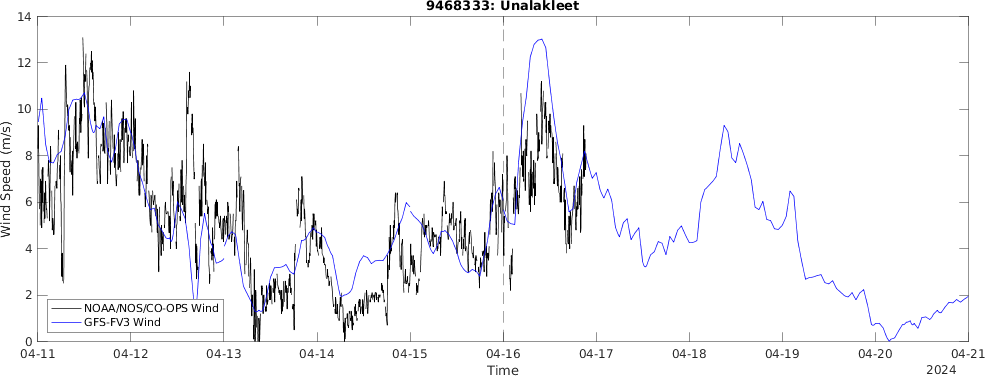 9468333: Unalakleet
Wind Speed (m/s)
14
12
10
8
6
4
2
0
NOAA/NOS/CO-OPS Wind
GFS-FV3 Wind
04-11 04-12 04-13 04-14 04-15 04-16 04-17 04-18 04-19 04-20 04-21
Time
2024